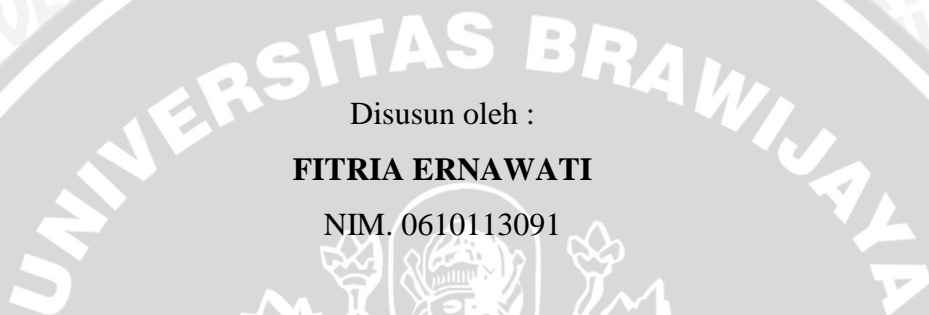 UNIVERSITAS BRAWIJAYA
Disusun oleh :
FITRIA ERNAWATI
NIM. 0610113091